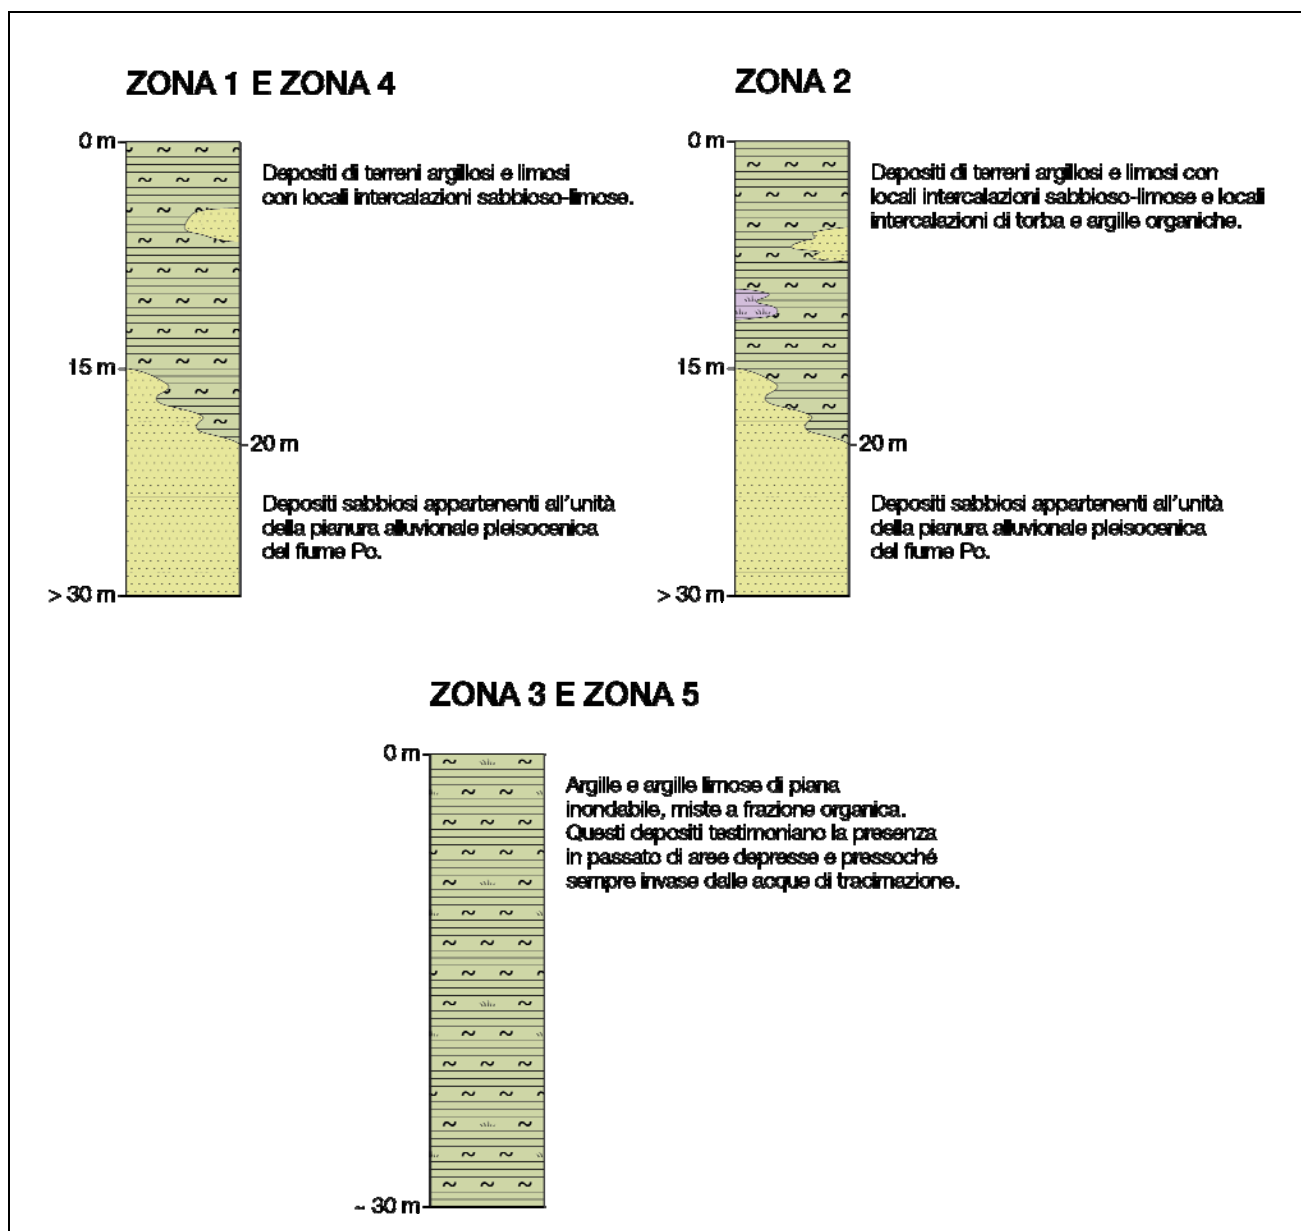 ZONA 1 E ZONA 4
0 m
Depositi di terreni argillosi e limosi
con locali intercalazioni sabbioso-limose.
15 m
20 m
Depositi sabbiosi appartenenti all'unità
della pianura alluvionale pleisocenica
del fiume Po.
> 30 m
ZONA 2
0 m
Depositi di terreni argillosi e limosi con
locali intercalazioni sabbioso-limose e locali
intercalazioni di torba e argille organiche.
15 m
20 m
Depositi sabbiosi appartenenti all'unità
della pianura alluvionale pleisocenica
del fiume Po.
> 30 m
ZONA 3 E ZONA 5
0 m
Argille e argille limose di piana
inondabile, miste a frazione organica.
Questi depositi testimoniano la presenza
in passato di aree depresse e pressoché
sempre invase dalle acque di tracimazione.
~ 30 m